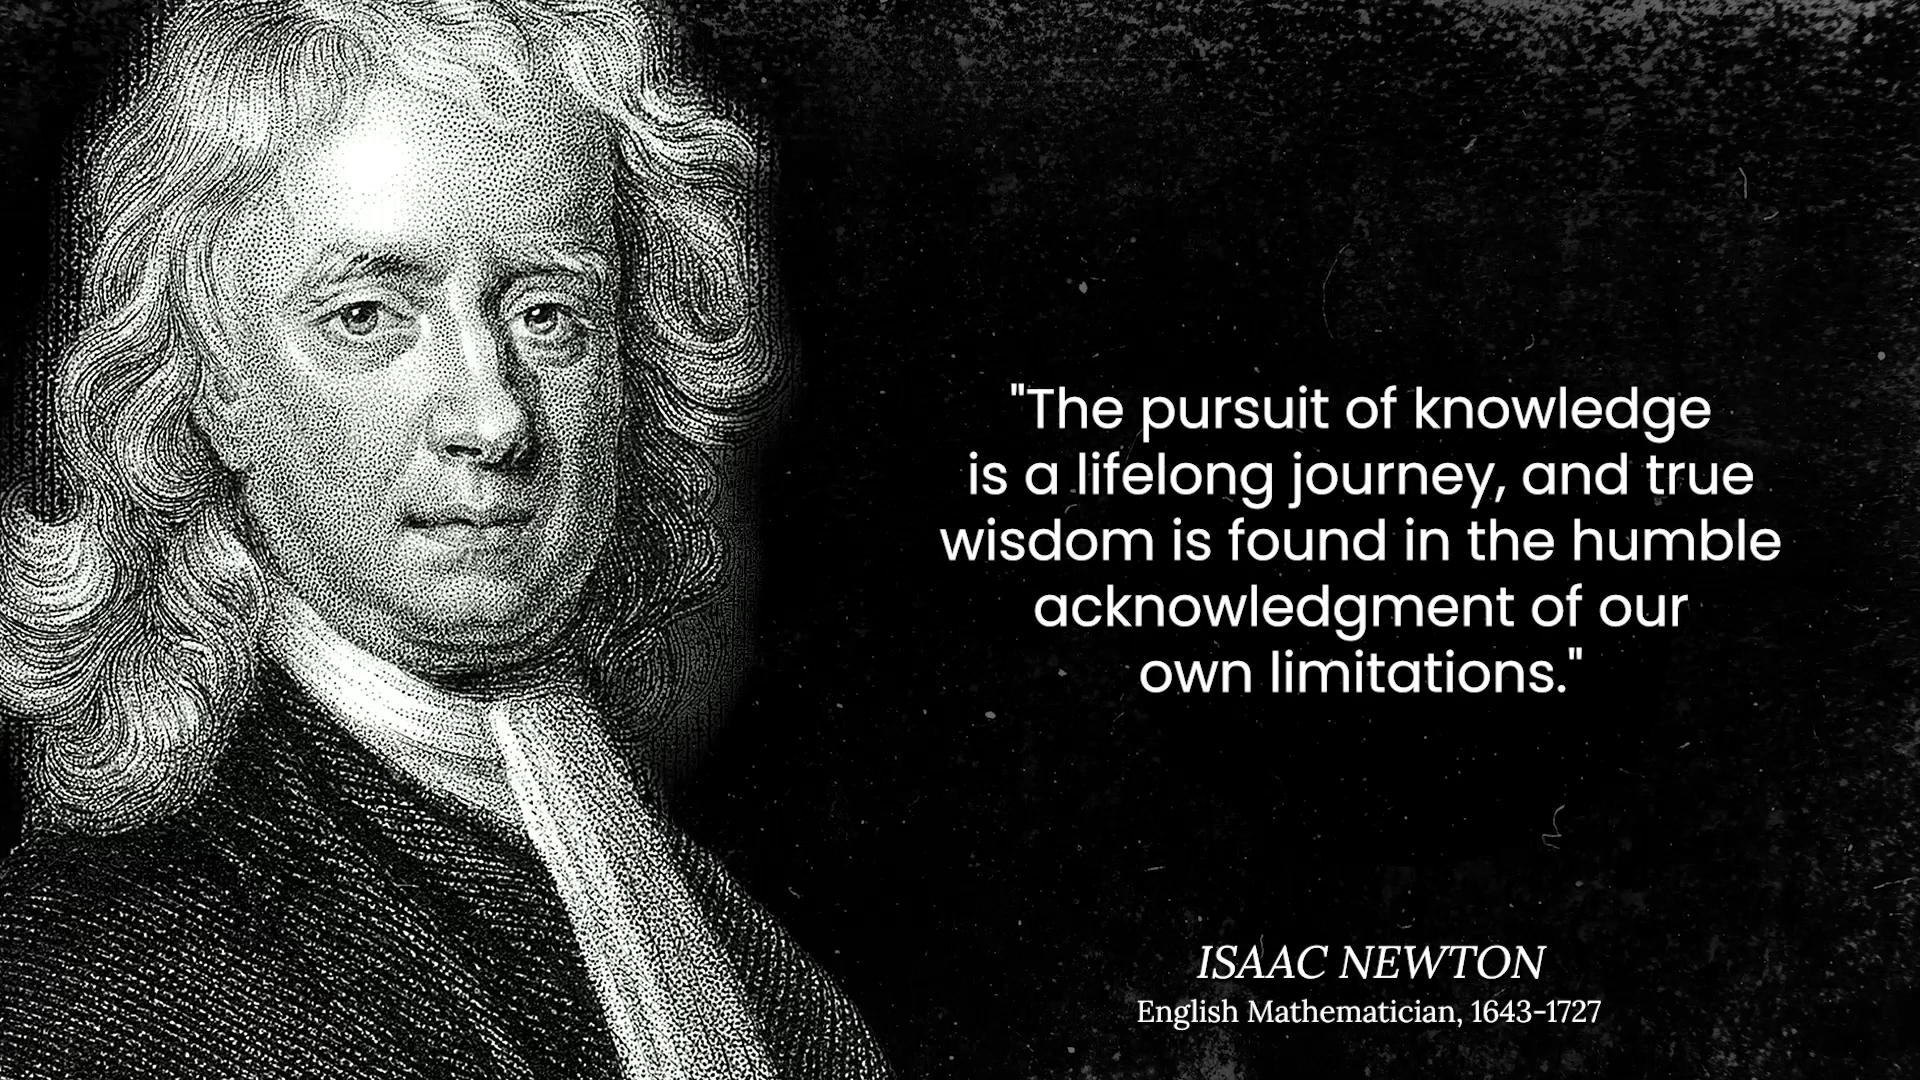 "The pursuit of knowledge
is a lifelong journey, and true
wisdom is found in the humble
acknowledgment of our
own limitations."
ISAAC NEWTON
English Mathematician, 1643-1727